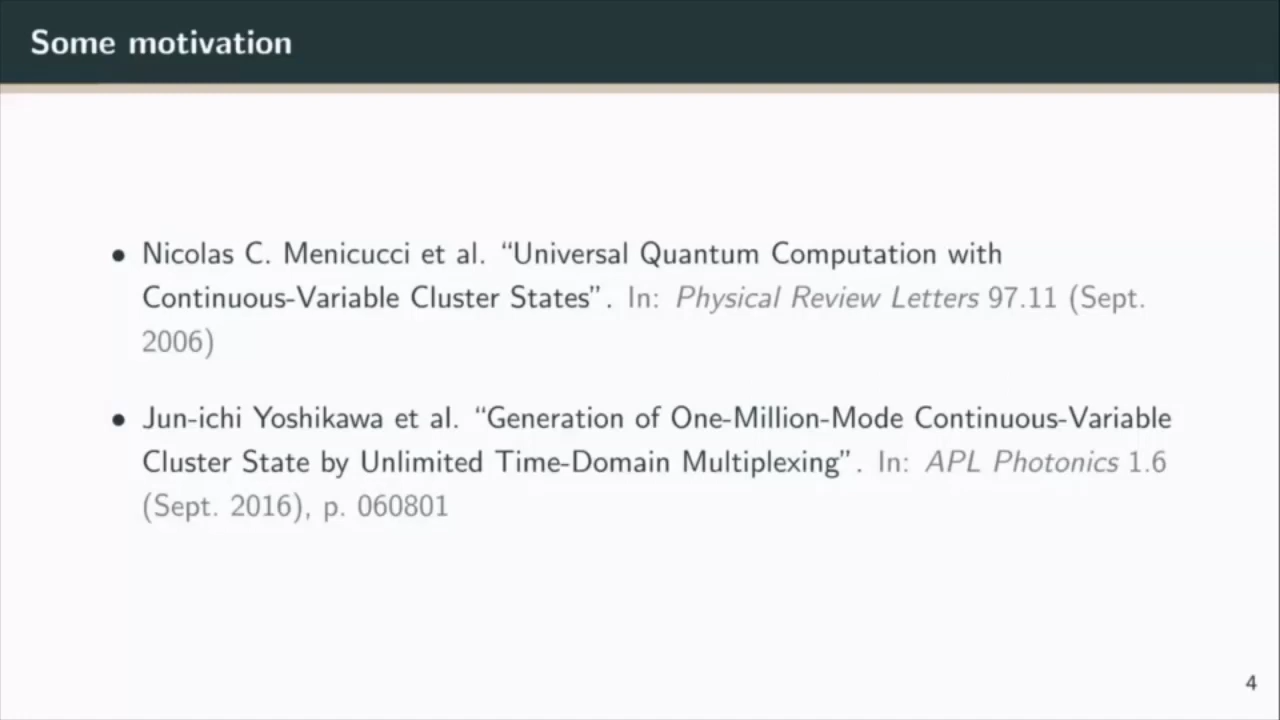 Some motivation
• Nicolas C. Menicucci et al. “Universal Quantum Computation with
Continuous-Variable Cluster States”. In: Physical Review Letters 97.11 (Sept.
2006)
• Jun-ichi Yoshikawa et al. “Generation of One-Million-Mode Continuous-Variable
Cluster State by Unlimited Time-Domain Multiplexing”. In: APL Photonics 1.6
(Sept. 2016), p. 060801
4